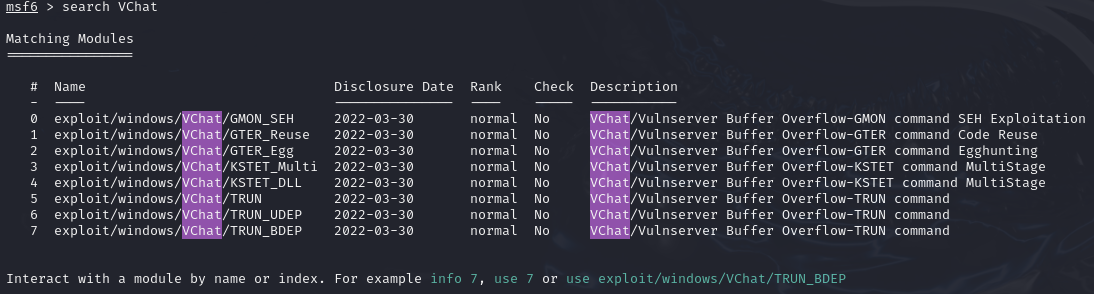 msf6 > search VChat
Matching Modules
================
# Name Disclosure Date Rank Check Description
- ---- --------------- ---- ----- -----------
0 exploit/windows/VChat/GMON_SEH 2022-03-30 normal No VChat/Vulnserver Buffer Overflow-GMON command SEH Exploitation
1 exploit/windows/VChat/GTER_Reuse 2022-03-30 normal No VChat/Vulnserver Buffer Overflow-GTER command Code Reuse
2 exploit/windows/VChat/GTER_Egg 2022-03-30 normal No VChat/Vulnserver Buffer Overflow-GTER command Egghunting
3 exploit/windows/VChat/KSTET_Multi 2022-03-30 normal No VChat/Vulnserver Buffer Overflow-KSTET command MultiStage
4 exploit/windows/VChat/KSTET_DLL 2022-03-30 normal No VChat/Vulnserver Buffer Overflow-KSTET command MultiStage
5 exploit/windows/VChat/TRUN 2022-03-30 normal No VChat/Vulnserver Buffer Overflow-TRUN command
6 exploit/windows/VChat/TRUN_UDEP 2022-03-30 normal No VChat/Vulnserver Buffer Overflow-TRUN command
7 exploit/windows/VChat/TRUN_BDEP 2022-03-30 normal No VChat/Vulnserver Buffer Overflow-TRUN command
Interact with a module by name or index. For example info 7, use 7 or use exploit/windows/VChat/TRUN_BDEP